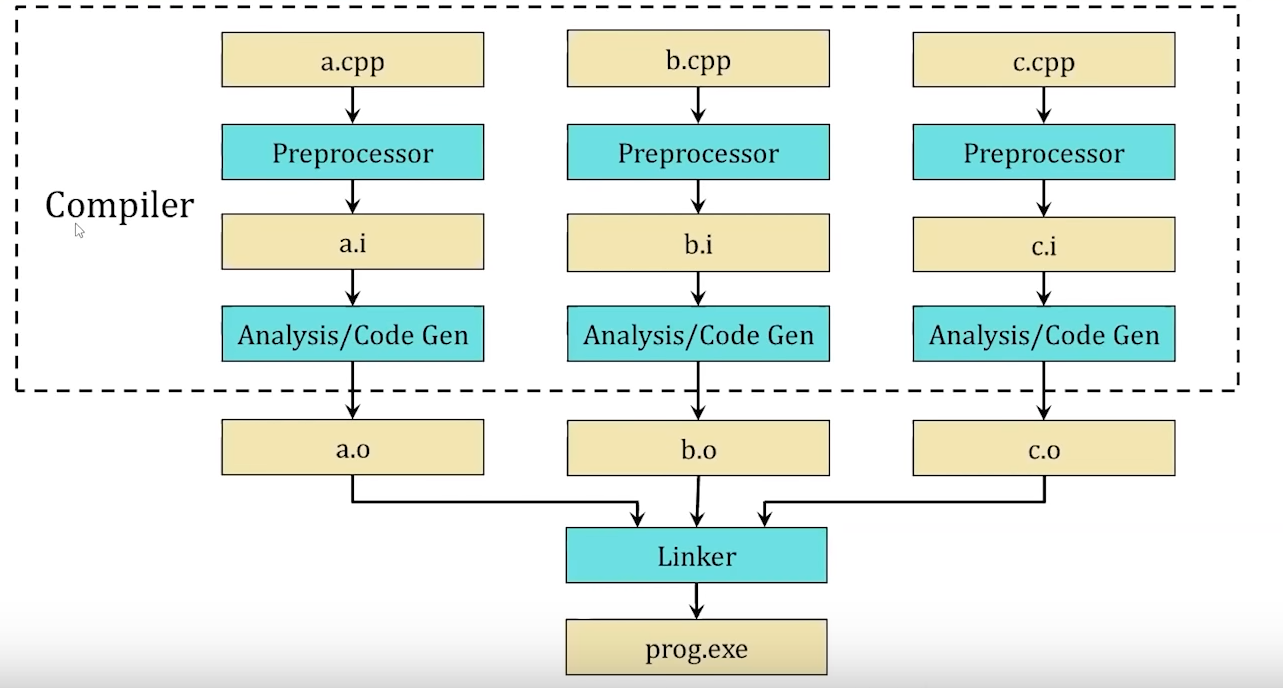 a.cpp
b.cpp
c.cpp
Preprocessor
Preprocessor
Preprocessor
Compiler
a.i
b.i
c.i
Analysis/Code Gen
Analysis/Code Gen
Analysis/Code Gen
a.o
b.o
c.o
Linker
prog.exe